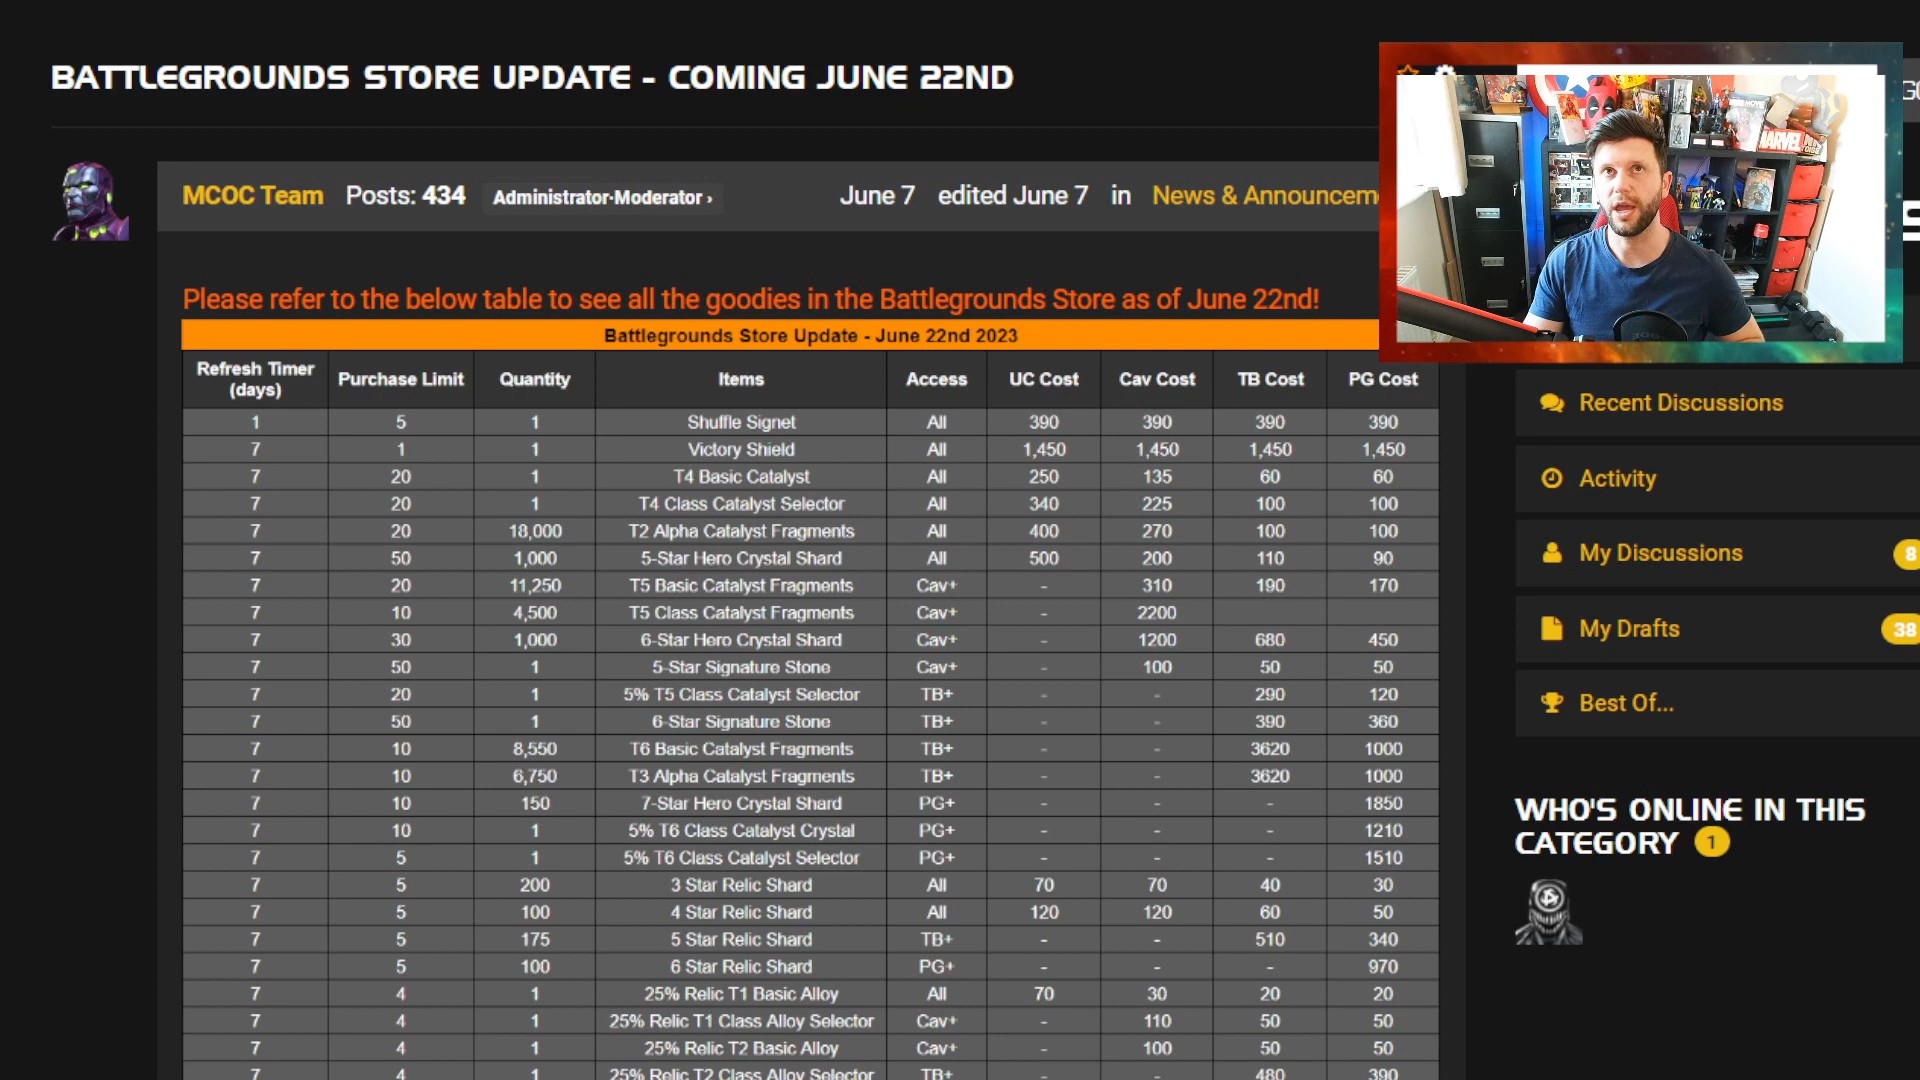 BATTLEGROUNDS STORE UPDATE - COMING JUNE 22ND
MCOC Team Posts: 434 Administrator·Moderator › June 7 edited June 7 in News & Announcem
Please refer to the below table to see all the goodies in the Battlegrounds Store as of June 22nd!
Battlegrounds Store Update - June 22nd 2023
Refresh Timer (days) Purchase Limit Quantity Items Access UC Cost Cav Cost TB Cost PG Cost
1 5 1 Shuffle Signet All 390 390 390 390
7 1 1 Victory Shield All 1,450 1,450 1,450 1,450
7 20 1 T4 Basic Catalyst All 250 135 60 60
7 20 1 T4 Class Catalyst Selector All 340 225 100 100
7 20 18,000 T2 Alpha Catalyst Fragments All 400 270 100 100
7 50 1,000 5-Star Hero Crystal Shard All 500 200 110 90
7 20 11,250 T5 Basic Catalyst Fragments Cav+ - 310 190 170
7 10 4,500 T5 Class Catalyst Fragments Cav+ - 2200
7 30 1,000 6-Star Hero Crystal Shard Cav+ - 1200 680 450
7 50 1 5-Star Signature Stone Cav+ - 100 50 50
7 20 1 5% T5 Class Catalyst Selector TB+ - - 290 120
7 50 1 6-Star Signature Stone TB+ - - 390 360
7 10 8,550 T6 Basic Catalyst Fragments TB+ - - 3620 1000
7 10 6,750 T3 Alpha Catalyst Fragments TB+ - - 3620 1000
7 10 150 7-Star Hero Crystal Shard PG+ - - - 1850
7 10 1 5% T6 Class Catalyst Crystal PG+ - - - 1210
7 5 1 5% T6 Class Catalyst Selector PG+ - - - 1510
7 5 200 3 Star Relic Shard All 70 70 40 30
7 5 100 4 Star Relic Shard All 120 120 60 50
7 5 175 5 Star Relic Shard TB+ - - 510 340
7 5 100 6 Star Relic Shard PG+ - - - 970
7 4 1 25% Relic T1 Basic Alloy All 70 30 20 20
7 4 1 25% Relic T1 Class Alloy Selector Cav+ - 110 50 50
7 4 1 25% Relic T2 Basic Alloy Cav+ - 100 50 50
7 4 1 25% Relic T2 Class Alloy Selector TB+ - - 480 390
MARVEL
Recent Discussions
Activity
My Discussions 8
My Drafts 38
Best Of...
WHO'S ONLINE IN THIS
CATEGORY 1